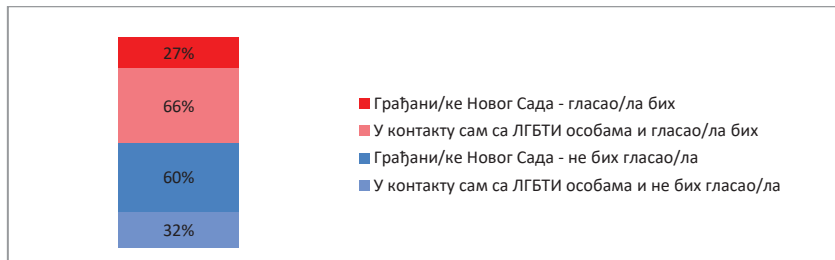 27%
66%
60%
32%
Грађани/ке Новог Сада - гласао/ла бих
У контакту сам са ЛГБТИ особама и гласао/ла бих
Грађани/ке Новог Сада - не бих гласао/ла
У контакту сам са ЛГБТИ особама и не бих гласао/ла